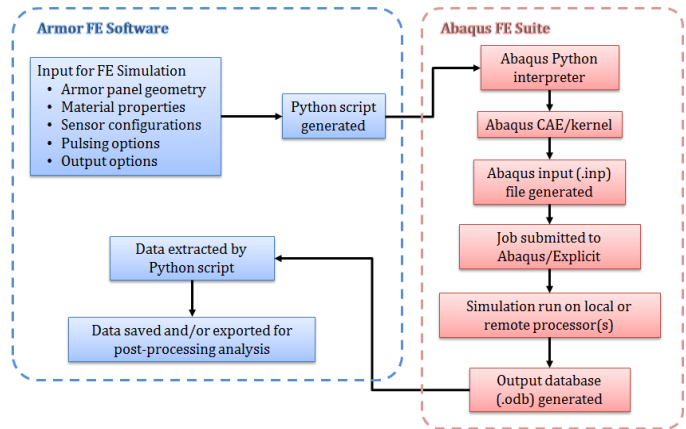 Armor FE Software
Input for FE Simulation
• Armor panel geometry
• Material properties
• Sensor configurations
• Pulsing options
• Output options
Python script
generated
Data extracted by
Python script
Data saved and/or exported for
post-processing analysis
Abaqus FE Suite
Abaqus Python
interpreter
Abaqus CAE/kernel
Abaqus input (.inp)
file generated
Job submitted to
Abaqus/Explicit
Simulation run on local or
remote processor(s)
Output database
(.odb) generated